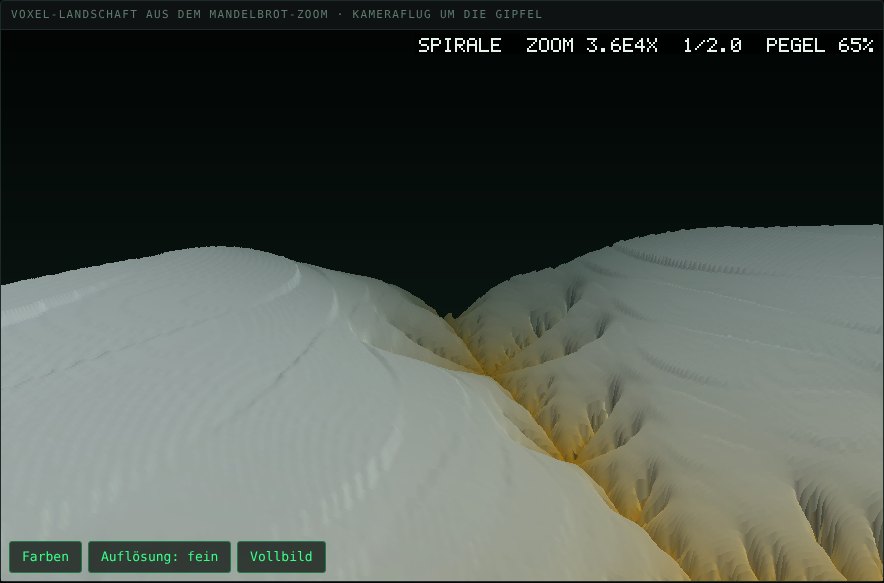 VOXEL-LANDSCHAFT AUS DEM MANDELBROT-ZOOM · KAMERAFLUG UM DIE GIPFEL
SPIRALE ZOOM 3.6E4X 1/2.0 PEGEL 65%
Farben Auflösung: fein Vollbild